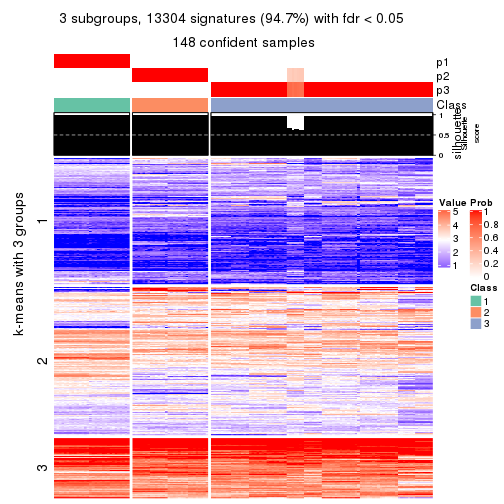 3 subgroups, 13304 signatures (94.7%) with fdr < 0.05
148 confident samples
p1
p2
p3
Class
1
0.5
0
silhouette
Silhouette
score
k-means with 3 groups
1
2
3
Value
5
4
3
2
1
Prob
1
0.8
0.6
0.4
0.2
0
Class
1
2
3